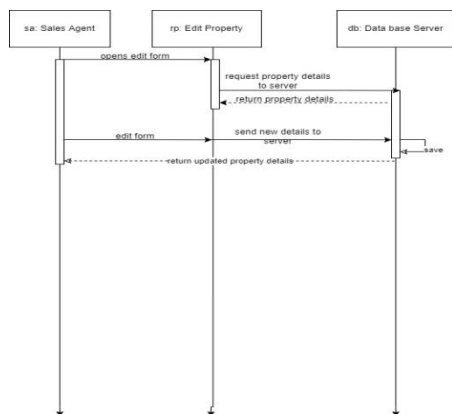 sa: Sales Agent
rp: Edit Property
db: Data base Server
opens edit form
request property details
to server
return property details
edit form
send new details to
server
save
return updated property details